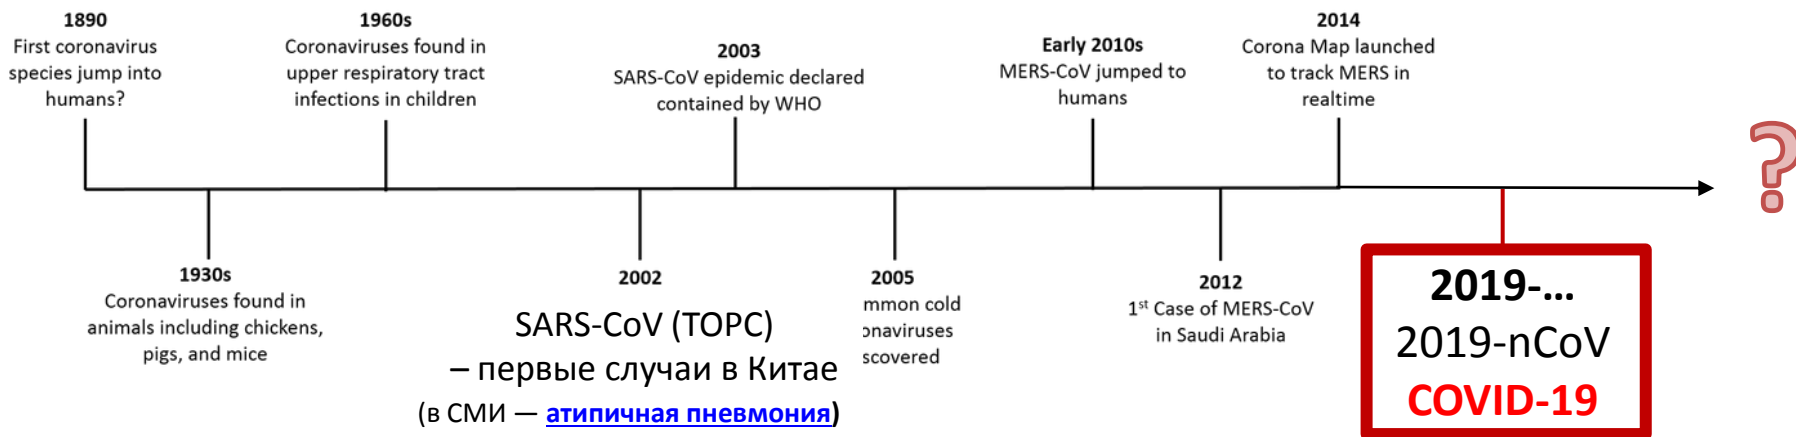 1890
First coronavirus
species jump into
humans?
1960s
Coronaviruses found in
upper respiratory tract
infections in children
2003
SARS-CoV epidemic declared
contained by WHO
Early 2010s
MERS-CoV jumped to
humans
2014
Corona Map launched
to track MERS in
realtime
?
1930s
Coronaviruses found in
animals including chickens,
pigs, and mice
2002
SARS-CoV (ТОРС)
– первые случаи в Китае
(в СМИ — атипичная пневмония)
2005
mmon cold
onaviruses
scovered
2012
1st Case of MERS-CoV
in Saudi Arabia
2019-...
2019-nCoV
COVID-19